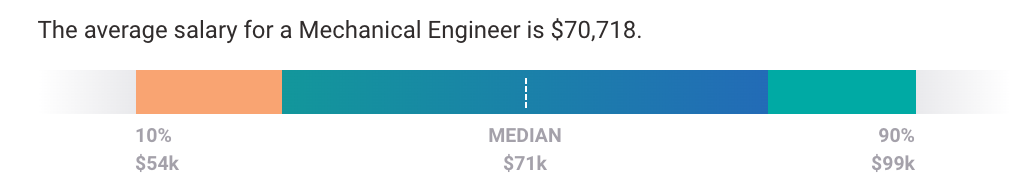 The average salary for a Mechanical Engineer is $70,718.
10% MEDIAN 90%
$54k $71k $99k